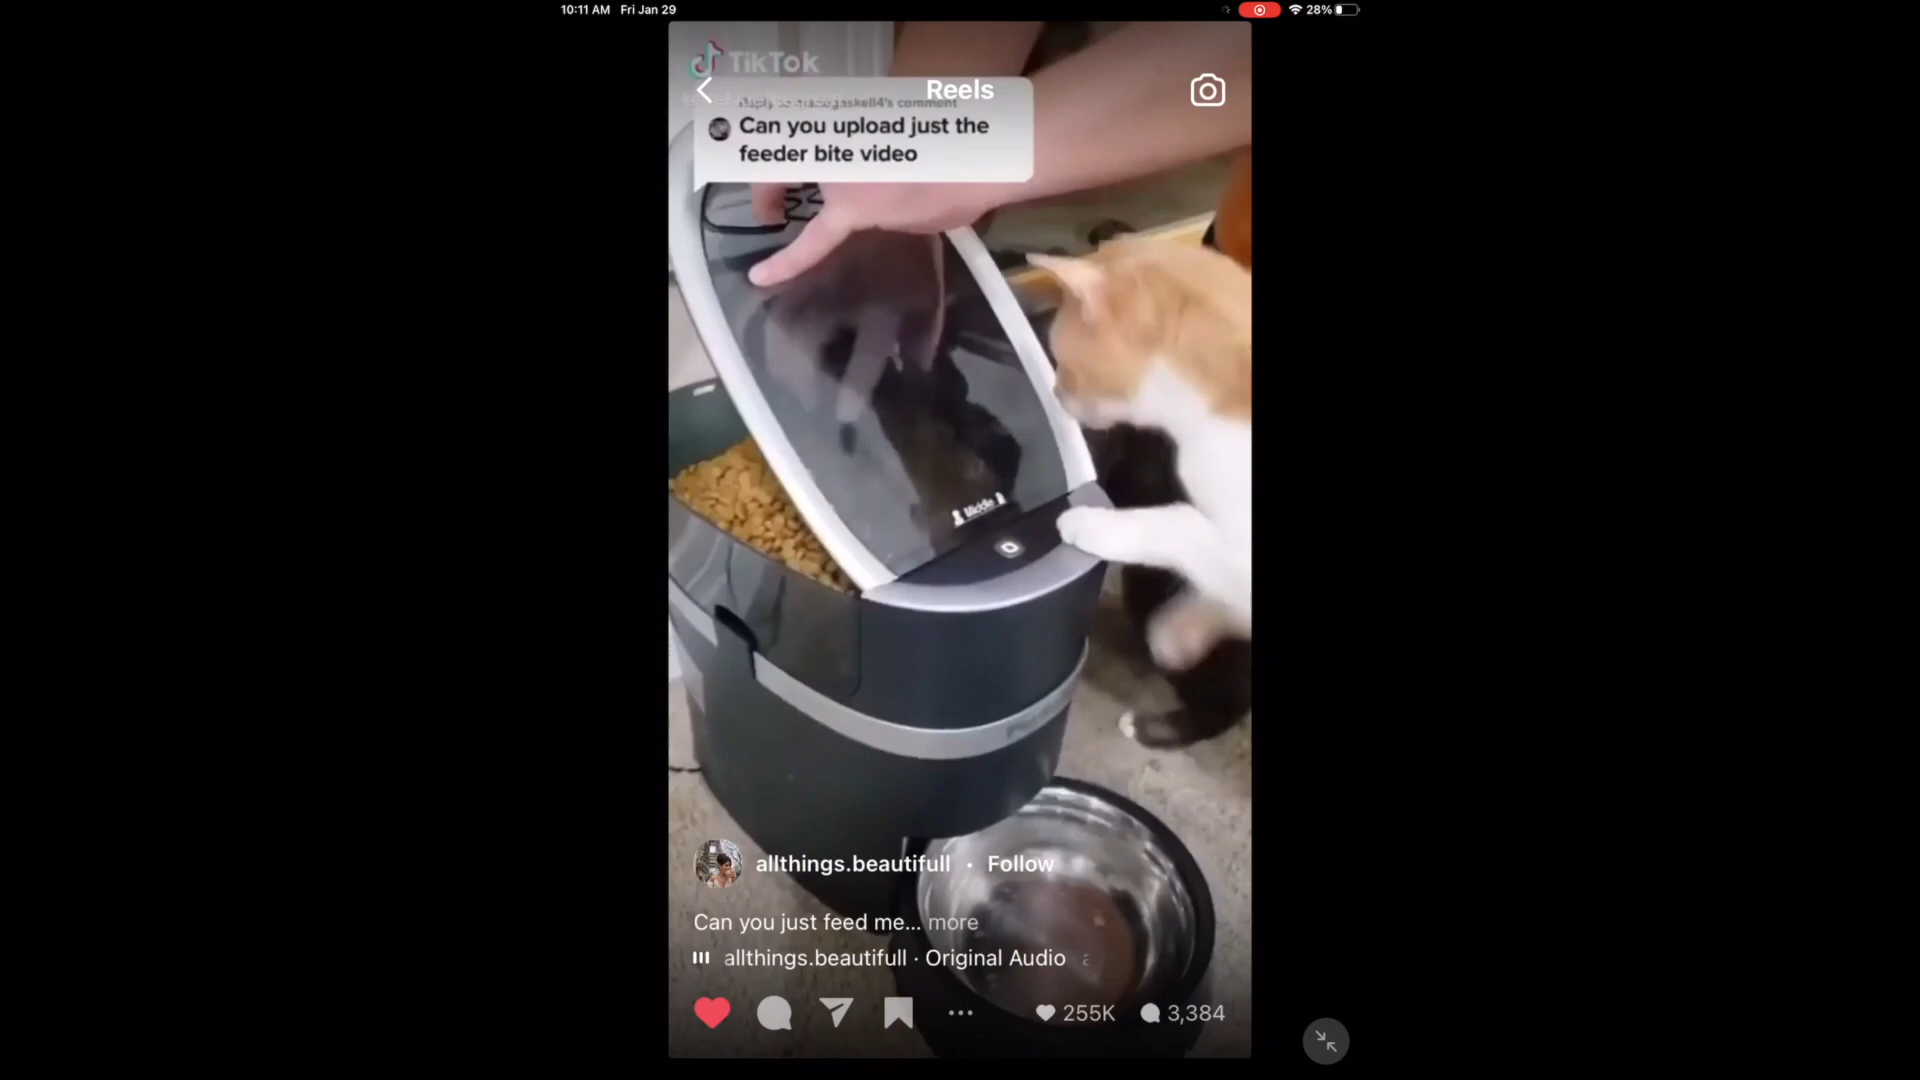 10:11 AM Fri Jan 29
28%
TikTok
Reels
Can you upload just the
feeder bite video
Middle
allthings.beautifull · Follow
Can you just feed me... more
allthings.beautifull · Original Audio
255K 3,384